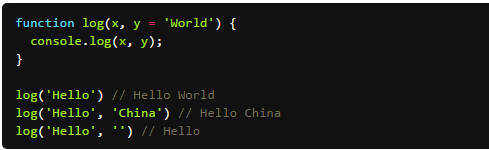 function log(x, y = 'World') {
  console.log(x, y);
}

log('Hello') // Hello World
log('Hello', 'China') // Hello China
log('Hello', '') // Hello